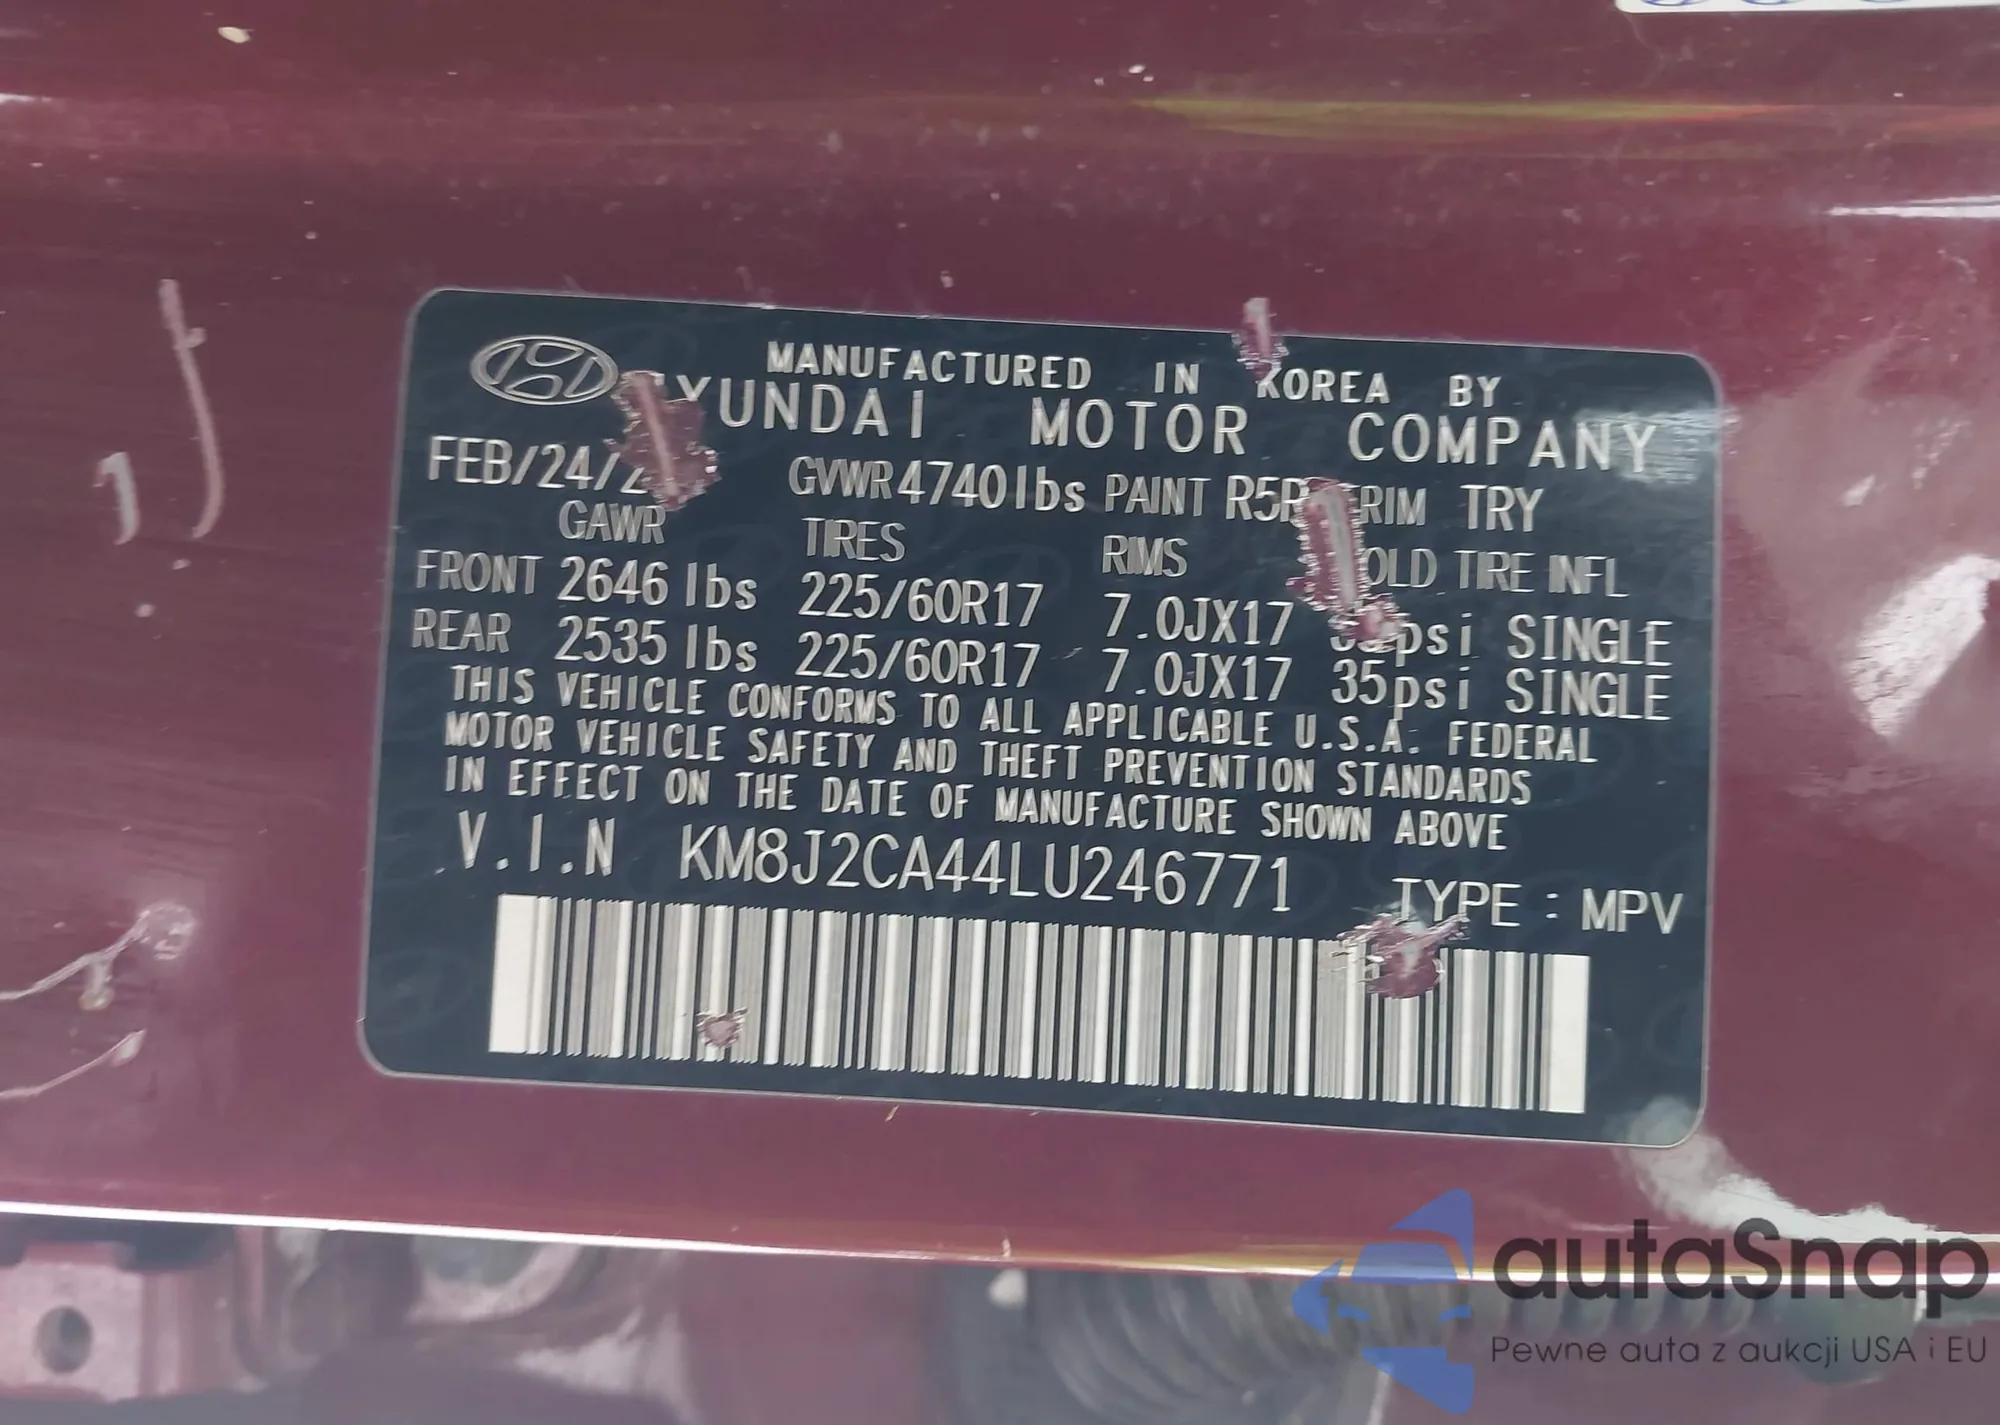 MANUFACTURED IN KOREA BY
YUNDAI MOTOR COMPANY
FEB/24/2 GVWR 4740lbs PAINT R5R TRIM TRY
GAWR TIRES RIMS OLD TIRE INFL
FRONT 2646 lbs 225/60R17 7.0JX17 psi SINGLE
REAR 2535 lbs 225/60R17 7.0JX17 35psi SINGLE
THIS VEHICLE CONFORMS TO ALL APPLICABLE U.S.A. FEDERAL
MOTOR VEHICLE SAFETY AND THEFT PREVENTION STANDARDS
IN EFFECT ON THE DATE OF MANUFACTURE SHOWN ABOVE
V.I.N KM8J2CA44LU246771 TYPE : MPV
autaSnap
Pewne auta z aukcji USA i EU